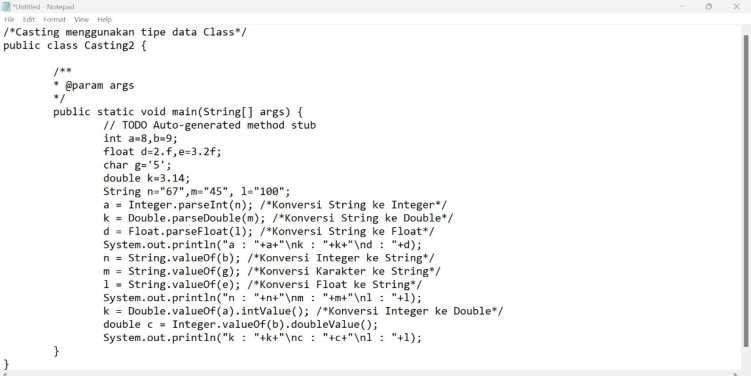 *Untitled - Notepad
File Edit Format View Help
/*Casting menggunakan tipe data Class*/
public class Casting2 {
/**
* @param args
*/
public static void main(String[] args) {
// TODO Auto-generated method stub
int a=8,b=9;
float d=2.f,e=3.2f;
char g='5';
double k=3.14;
String n="67",m="45", l="100";
a = Integer.parseInt(n); /*Konversi String ke Integer*/
k = Double.parseDouble(m); /*Konversi String ke Double*/
d = Float.parseFloat(l); /*Konversi String ke Float*/
System.out.println("a : "+a+"\nk : "+k+"\nd : "+d);
n = String.valueOf(b); /*Konversi Integer ke String*/
m = String.valueOf(g); /*Konversi Karakter ke String*/
l = String.valueOf(e); /*Konversi Float ke String*/
System.out.println("n : "+n+"\nm : "+m+"\nl : "+l);
k = Double.valueOf(a).intValue(); /*Konversi Integer ke Double*/
double c = Integer.valueOf(b).doubleValue();
System.out.println("k : "+k+"\nc : "+c+"\nl : "+l);
}
}